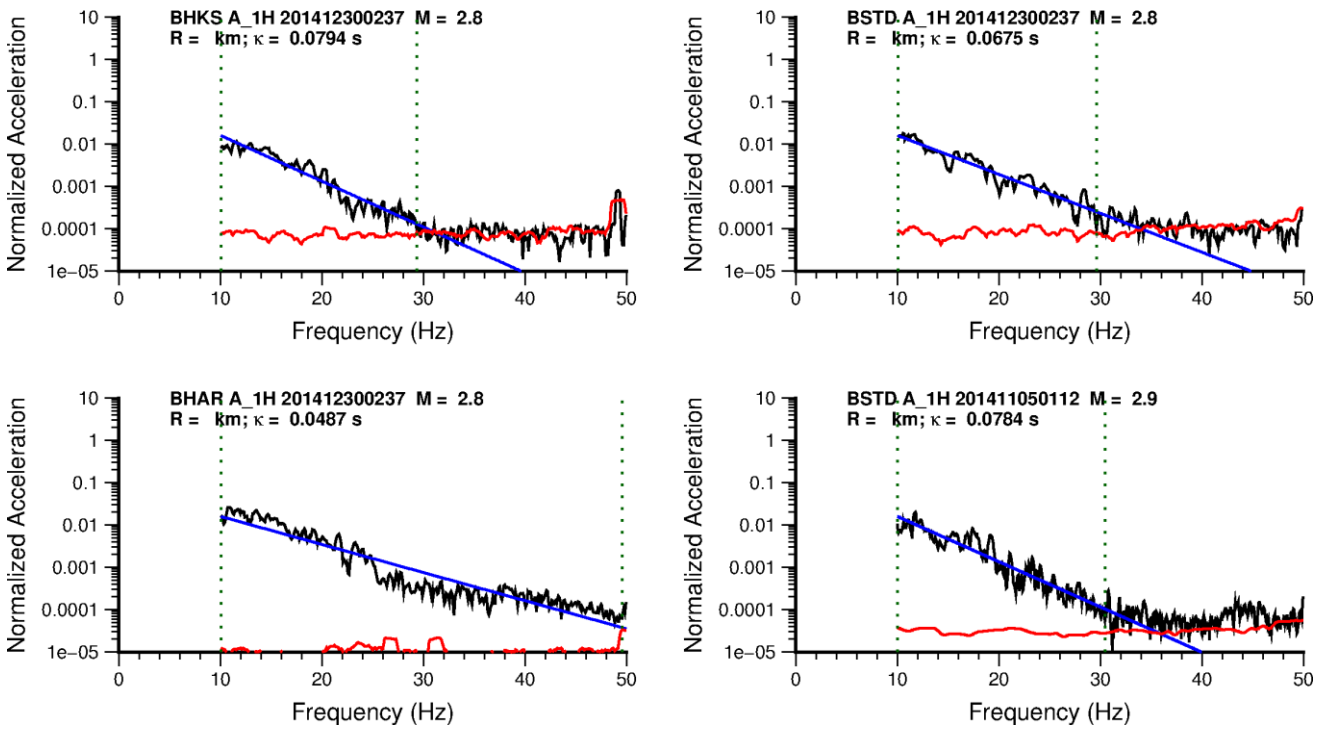 BHKS A_1H 201412300237 M = 2.8
R = km; κ = 0.0794 s
10
1
0.1
0.01
0.001
0.0001
1e−05
Normalized Acceleration
0 10 20 30 40 50
Frequency (Hz)
BSTD A_1H 201412300237 M = 2.8
R = km; κ = 0.0675 s
10
1
0.1
0.01
0.001
0.0001
1e−05
Normalized Acceleration
0 10 20 30 40 50
Frequency (Hz)
BHAR A_1H 201412300237 M = 2.8
R = km; κ = 0.0487 s
10
1
0.1
0.01
0.001
0.0001
1e−05
Normalized Acceleration
0 10 20 30 40 50
Frequency (Hz)
BSTD A_1H 201411050112 M = 2.9
R = km; κ = 0.0784 s
10
1
0.1
0.01
0.001
0.0001
1e−05
Normalized Acceleration
0 10 20 30 40 50
Frequency (Hz)